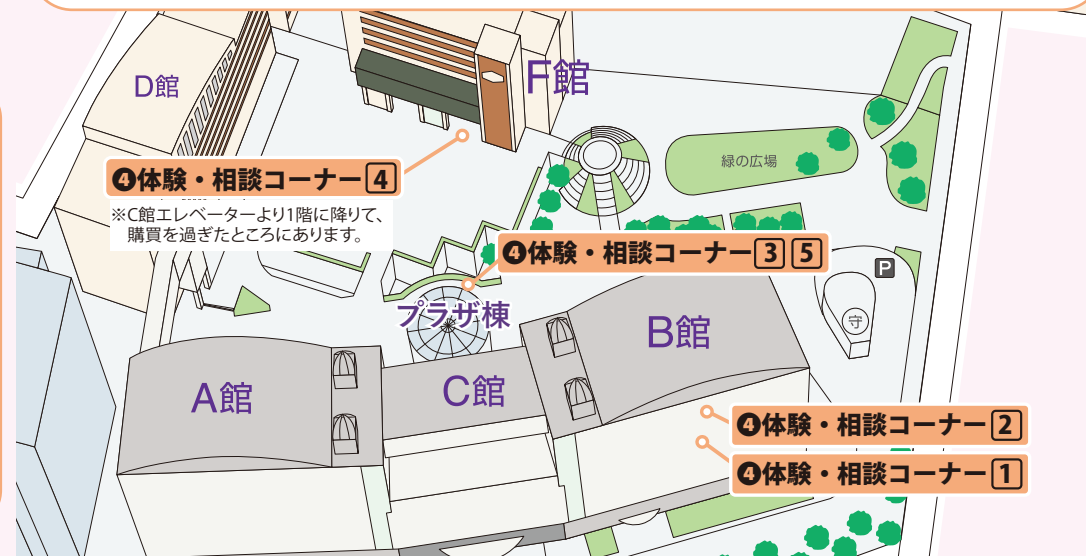 D館
F館
緑の広場
❹体験・相談コーナー4
※C館エレベーターより1階に降りて、
購買を過ぎたところにあります。
❹体験・相談コーナー3 5
P
プラザ棟
守
B館
A館
C館
❹体験・相談コーナー2
❹体験・相談コーナー1